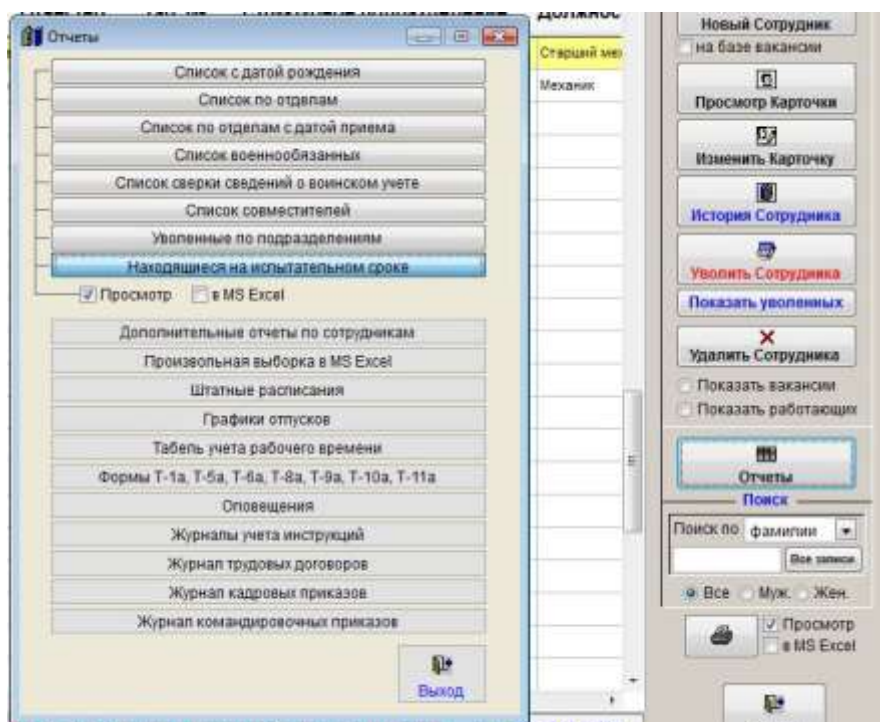 Отчеты
Список с датой рождения
Список по отделам
Список по отделам с датой приема
Список военнообязанных
Список сверки сведений о воинском учете
Список совместителей
Уволенные по подразделениям
Находящиеся на испытательном сроке
Просмотр в MS Excel
Дополнительные отчеты по сотрудникам
Произвольная выборка в MS Excel
Штатные расписания
Графики отпусков
Табель учета рабочего времени
Формы Т-1а, Т-5а, Т-6а, Т-8а, Т-9а, Т-10а, Т-11а
Оповещения
Журналы учета инструкций
Журнал трудовых договоров
Журнал кадровых приказов
Журнал командировочных приказов
Выход
Старший мех
Механик
Новый Сотрудник
на базе вакансии
Просмотр Карточки
Изменить Карточку
История Сотрудника
Уволить Сотрудника
Показать уволенных
Удалить Сотрудника
Показать вакансии
Показать работающих
Отчеты
Поиск
Поиск по фамилии
Все записи
Все Муж. Жен.
Просмотр
в MS Excel